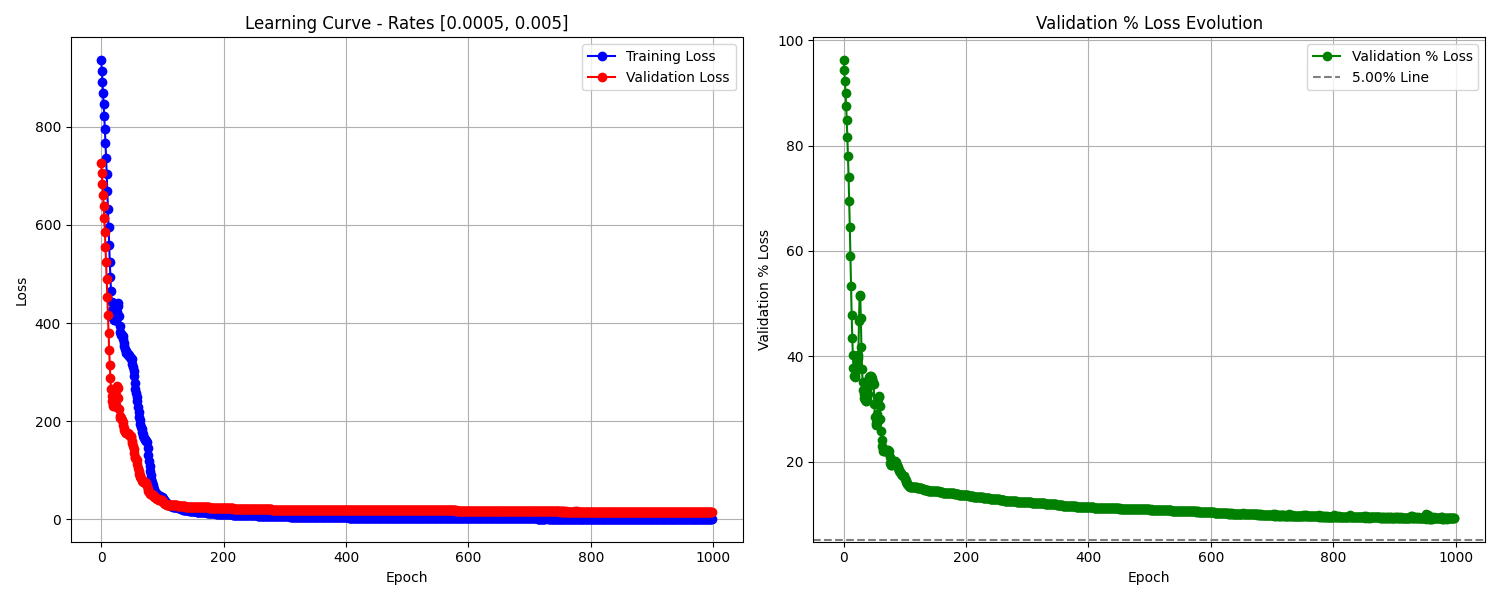 Learning Curve - Rates [0.0005, 0.005]
Training Loss
Validation Loss
Loss
800
600
400
200
0
0 200 400 600 800 1000
Epoch
Validation % Loss Evolution
Validation % Loss
5.00% Line
Validation % Loss
100
80
60
40
20
0 200 400 600 800 1000
Epoch